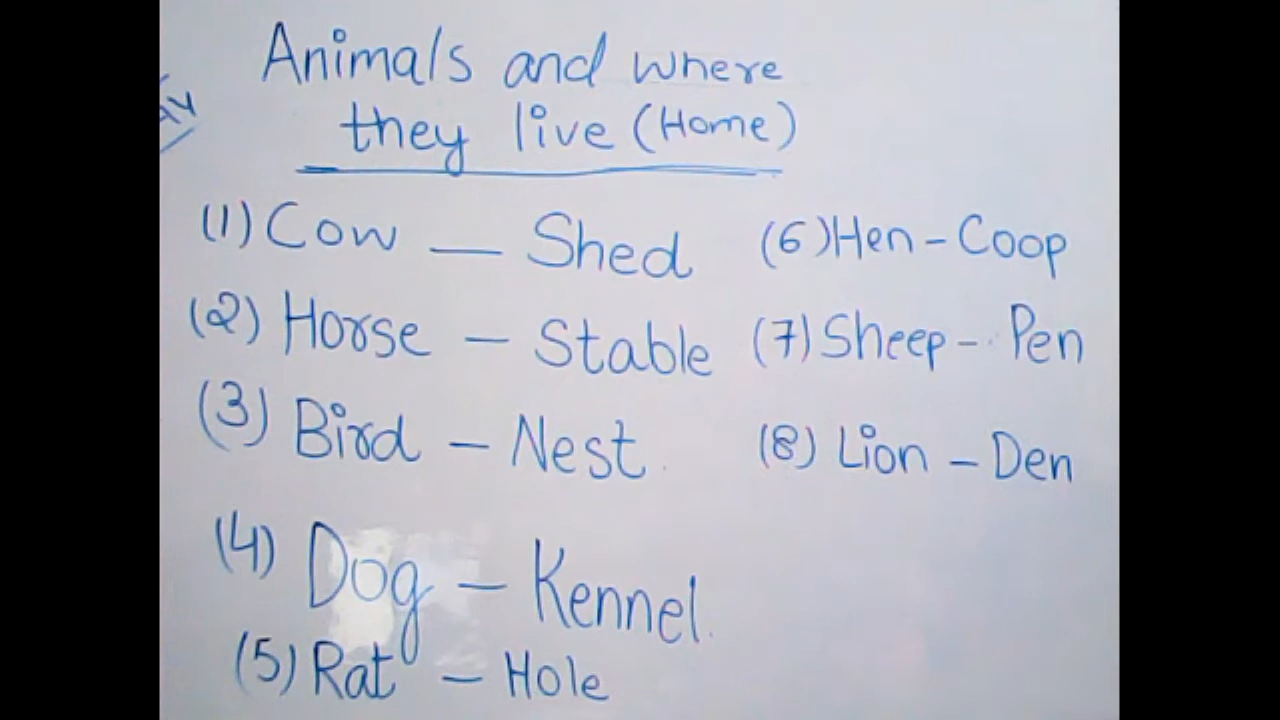 Animals and where
they live (Home)
(1) Cow — Shed
(2) Horse – Stable
(3) Bird – Nest.
(4) Dog – Kennel.
(5) Rat – Hole
(6) Hen – Coop
(7) Sheep – Pen
(8) Lion – Den